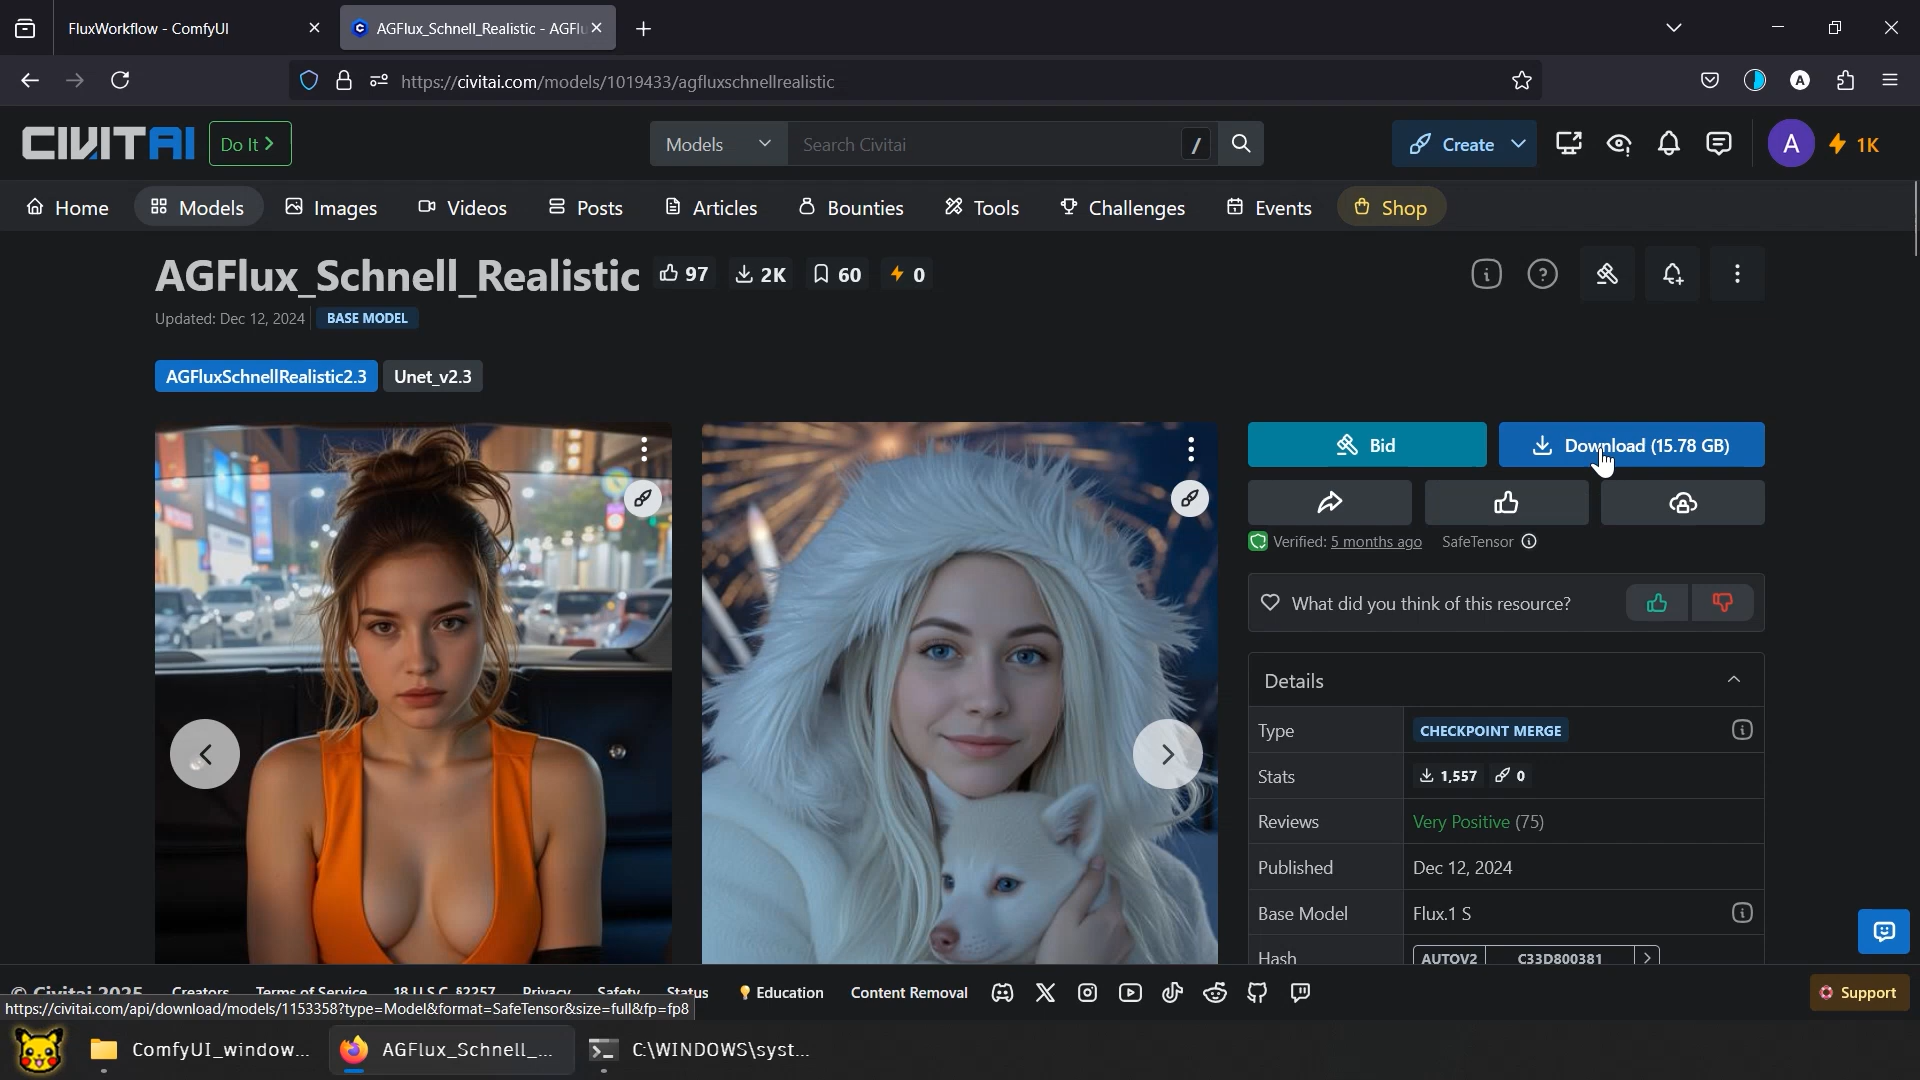 FluxWorkflow - ComfyUI
AGFlux_Schnell_Realistic - AGFlu
https://civitai.com/models/1019433/agfluxschnellrealistic
CIVITAI
Do It
Models
Search Civitai
/
Create
A
1K
Home
Models
Images
Videos
Posts
Articles
Bounties
Tools
Challenges
Events
Shop
AGFlux_Schnell_Realistic
97
2K
60
0
Updated: Dec 12, 2024
BASE MODEL
AGFluxSchnellRealistic2.3
Unet_v2.3
Bid
Download (15.78 GB)
Verified: 5 months ago
SafeTensor
What did you think of this resource?
Details
Type
CHECKPOINT MERGE
Stats
1,557
0
Reviews
Very Positive (75)
Published
Dec 12, 2024
Base Model
Flux.1 S
Hash
AUTOV2
C33D800381
© Civitai 2025
Creators
Terms of Service
18 U.S.C. §2257
Privacy
Safety
Status
Education
Content Removal
Support
https://civitai.com/api/download/models/1153358?type=Model&format=SafeTensor&size=full&fp=fp8
ComfyUI_window...
AGFlux_Schnell_...
C:\WINDOWS\syst...